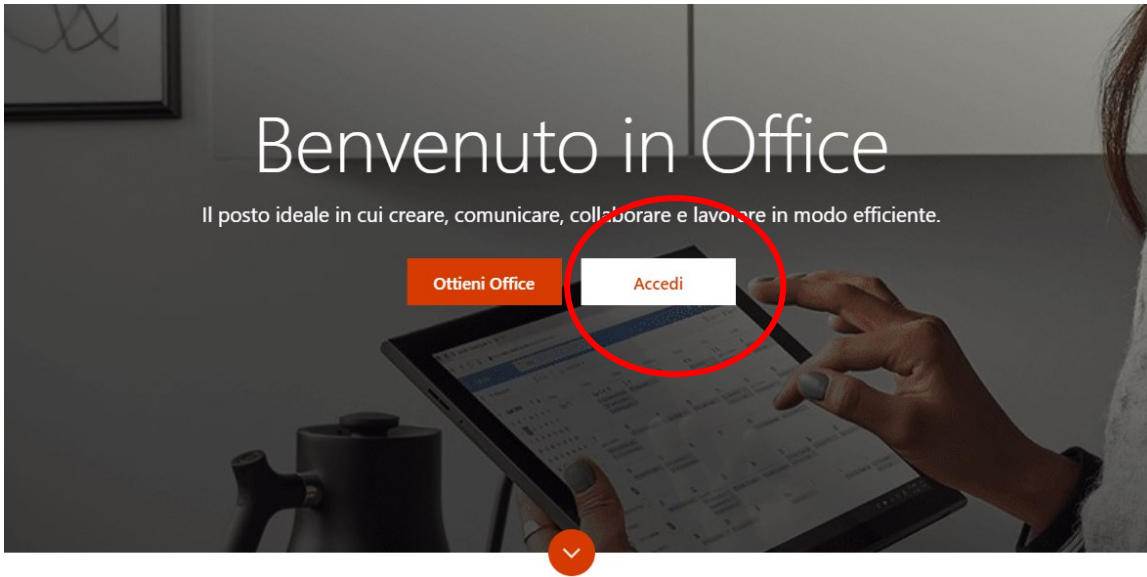 Benvenuto in Office
Il posto ideale in cui creare, comunicare, collaborare e lavorare in modo efficiente.
Ottieni Office
Accedi